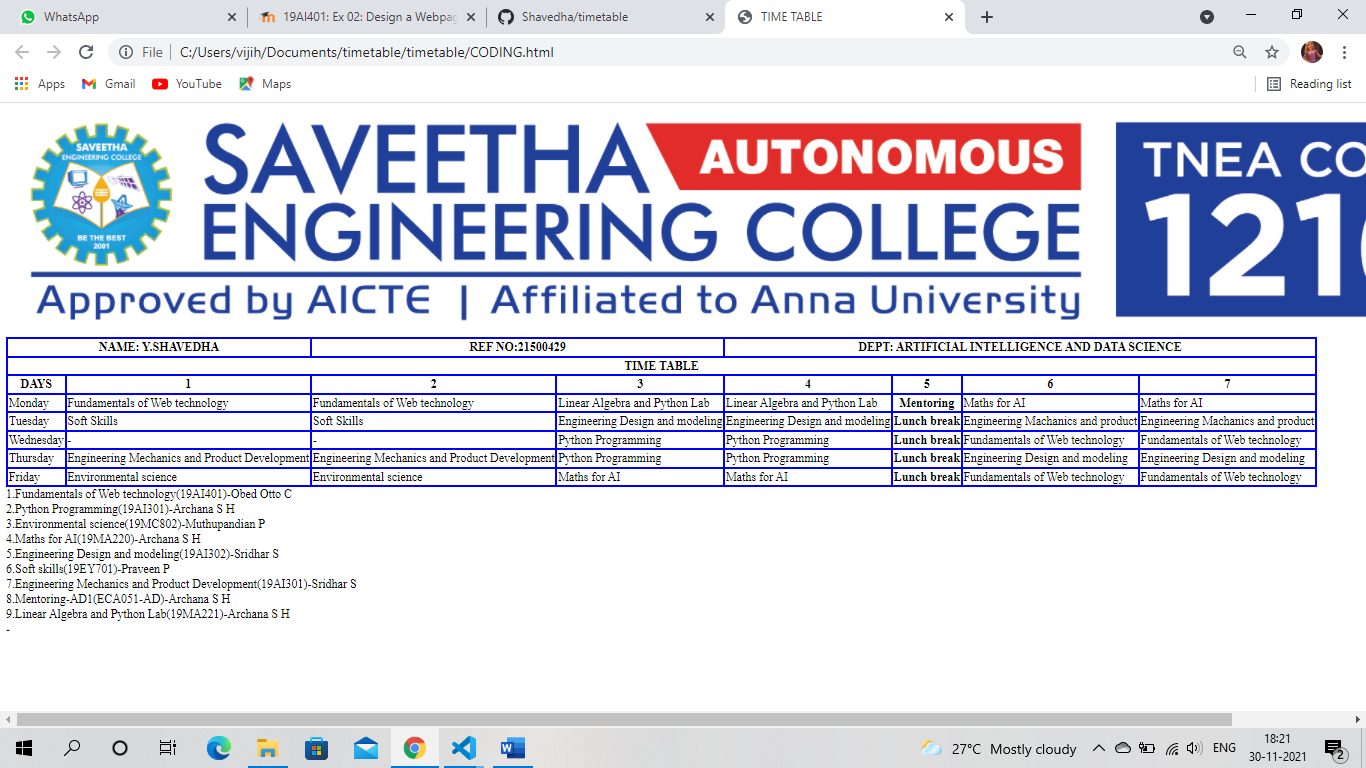 WhatsApp 19AI401: Ex 02: Design a Webpag Shavedha/timetable TIME TABLE
File C:/Users/vijih/Documents/timetable/timetable/CODING.html
Apps Gmail YouTube Maps Reading list
SAVEETHA
ENGINEERING COLLEGE
BE THE BEST
2001
SAVEETHA AUTONOMOUS
ENGINEERING COLLEGE
Approved by AICTE | Affiliated to Anna University
TNEA CO
1216
NAME: Y.SHAVEDHA REF NO:21500429 DEPT: ARTIFICIAL INTELLIGENCE AND DATA SCIENCE
TIME TABLE
DAYS 1 2 3 4 5 6 7
Monday Fundamentals of Web technology Fundamentals of Web technology Linear Algebra and Python Lab Linear Algebra and Python Lab Mentoring Maths for AI Maths for AI
Tuesday Soft Skills Soft Skills Engineering Design and modeling Engineering Design and modeling Lunch break Engineering Machanics and product Engineering Machanics and product
Wednesday - - Python Programming Python Programming Lunch break Fundamentals of Web technology Fundamentals of Web technology
Thursday Engineering Mechanics and Product Development Engineering Mechanics and Product Development Python Programming Python Programming Lunch break Engineering Design and modeling Engineering Design and modeling
Friday Environmental science Environmental science Maths for AI Maths for AI Lunch break Fundamentals of Web technology Fundamentals of Web technology
1.Fundamentals of Web technology(19AI401)-Obed Otto C
2.Python Programming(19AI301)-Archana S H
3.Environmental science(19MC802)-Muthupandian P
4.Maths for AI(19MA220)-Archana S H
5.Engineering Design and modeling(19AI302)-Sridhar S
6.Soft skills(19EY701)-Praveen P
7.Engineering Mechanics and Product Development(19AI301)-Sridhar S
8.Mentoring-AD1(ECA051-AD)-Archana S H
9.Linear Algebra and Python Lab(19MA221)-Archana S H
-
27°C Mostly cloudy ENG 18:21
30-11-2021 2